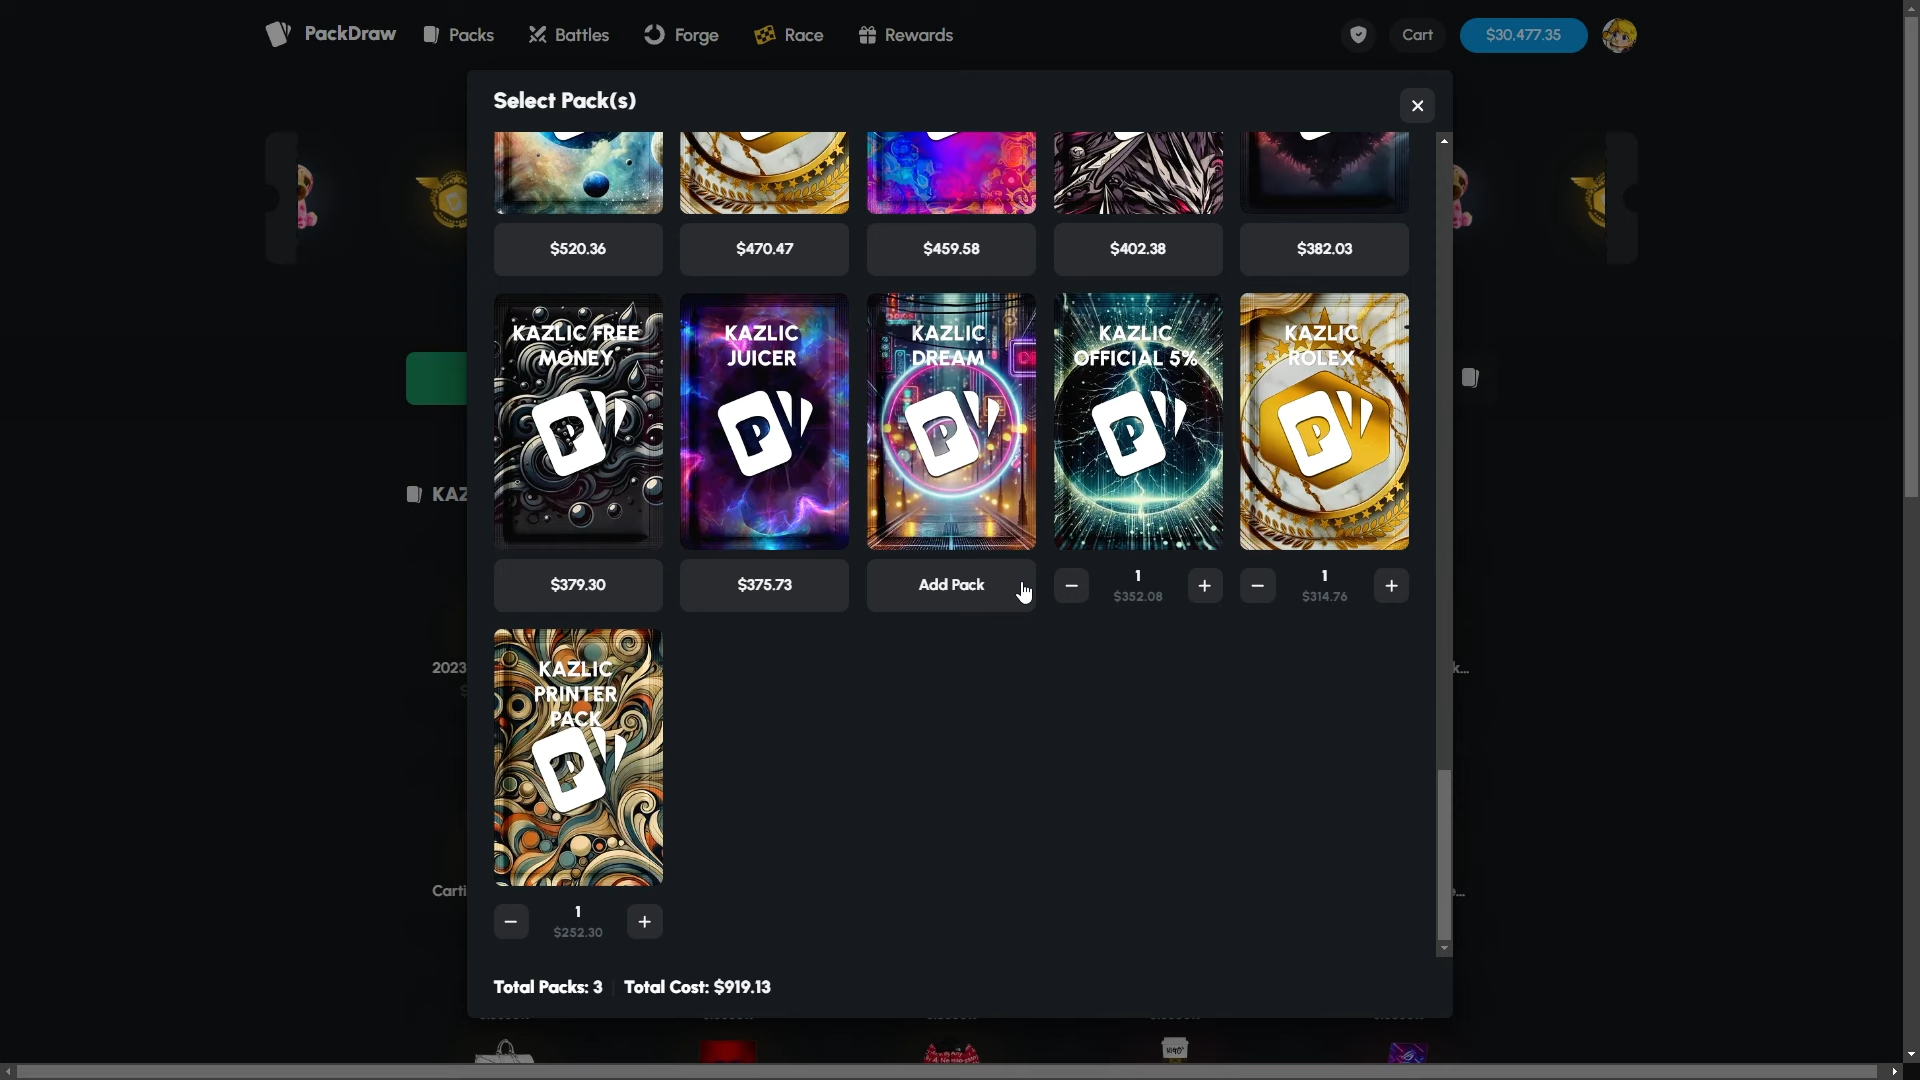 PackDraw
Packs
Battles
Forge
Race
Rewards
Cart
$30,477.35
Select Pack(s)
$520.36
$470.47
$459.58
$402.38
$382.03
KAZLIC FREE
MONEY
KAZLIC
JUICER
KAZLIC
DREAM
KAZLIC
OFFICIAL 5%
KAZLIC
ROLEX
$379.30
$375.73
Add Pack
1
$352.08
1
$314.76
KAZ
2023
k...
KAZLIC
PRINTER
PACK
Carti
1
$252.30
Total Packs: 3
Total Cost: $919.13